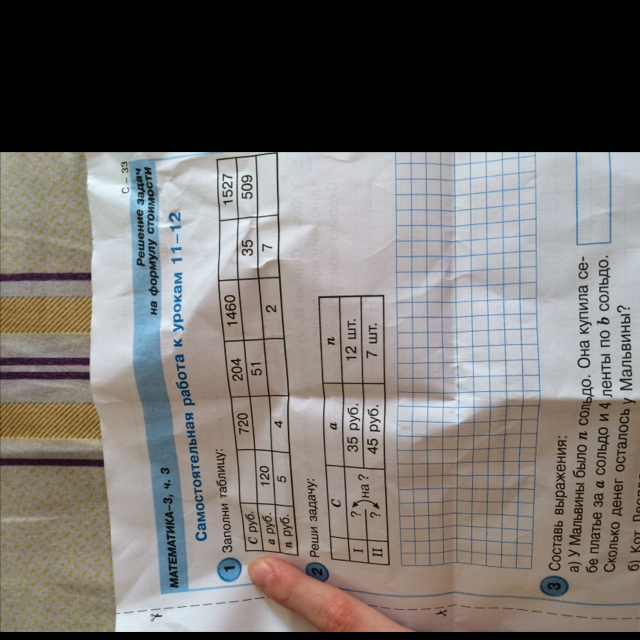 С – 33
МАТЕМАТИКА–3, ч. 3
Решение задач
на формулу стоимости
Самостоятельная работа к урокам 11–12
1 Заполни таблицу:
С руб. 720 204 1460 1527
а руб. 120 51 35 509
n руб. 5 4 2 7
2 Реши задачу:
С а n
I ? на? 35 руб. 12 шт.
II ? 45 руб. 7 шт.
3 Составь выражения:
а) У Мальвины было n сольдо. Она купила се-
бе платье за а сольдо и 4 ленты по b сольдо.
Сколько денег осталось у Мальвины?
б) Кот